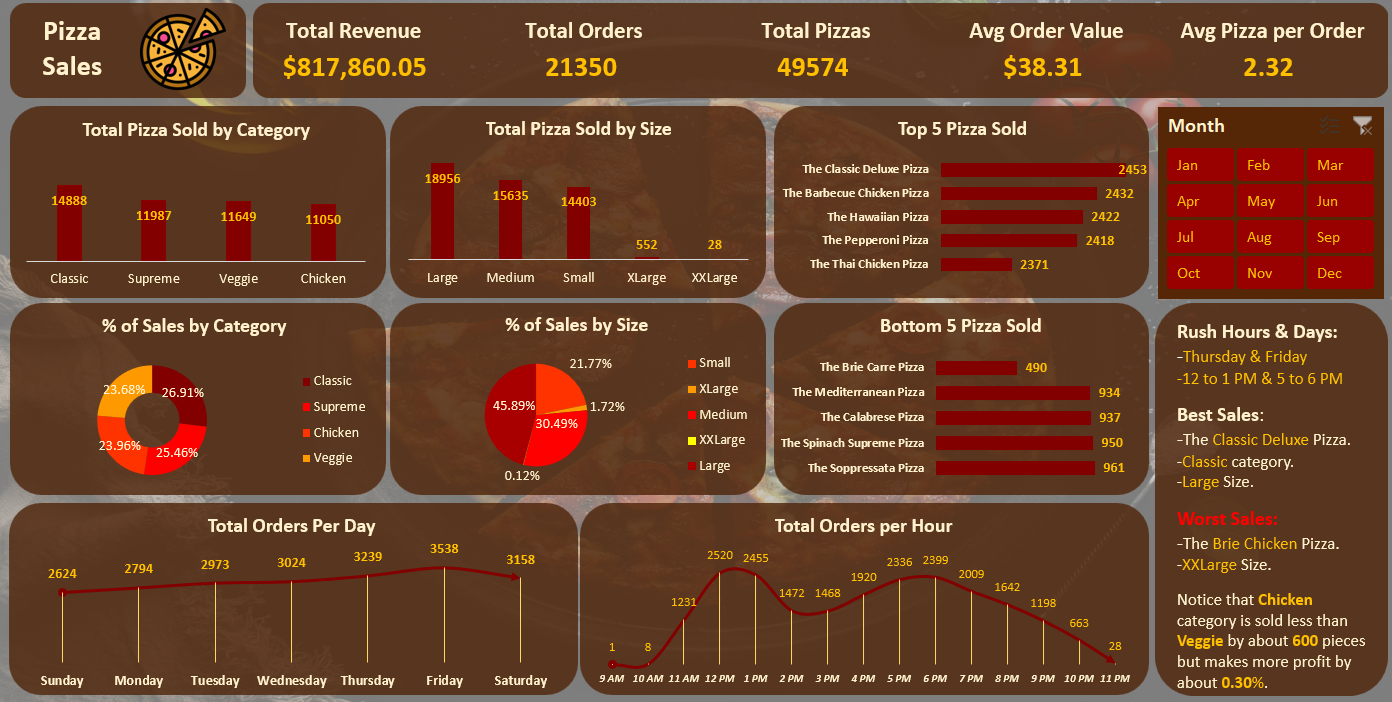 Pizza
Sales
Total Revenue
$817,860.05
Total Orders
21350
Total Pizzas
49574
Avg Order Value
$38.31
Avg Pizza per Order
2.32
Total Pizza Sold by Category
14888
11987
11649
11050
Classic
Supreme
Veggie
Chicken
Total Pizza Sold by Size
18956
15635
14403
552
28
Large
Medium
Small
XLarge
XXLarge
Top 5 Pizza Sold
The Classic Deluxe Pizza 2453
The Barbecue Chicken Pizza 2432
The Hawaiian Pizza 2422
The Pepperoni Pizza 2418
The Thai Chicken Pizza 2371
Month
Jan Feb Mar
Apr May Jun
Jul Aug Sep
Oct Nov Dec
% of Sales by Category
23.68% 26.91%
23.96% 25.46%
Classic
Supreme
Chicken
Veggie
% of Sales by Size
21.77%
45.89% 1.72%
30.49%
0.12%
Small
XLarge
Medium
XXLarge
Large
Bottom 5 Pizza Sold
The Brie Carre Pizza 490
The Mediterranean Pizza 934
The Calabrese Pizza 937
The Spinach Supreme Pizza 950
The Soppressata Pizza 961
Rush Hours & Days:
-Thursday & Friday
-12 to 1 PM & 5 to 6 PM
Best Sales:
-The Classic Deluxe Pizza.
-Classic category.
-Large Size.
Worst Sales:
-The Brie Chicken Pizza.
-XXLarge Size.
Notice that Chicken
category is sold less than
Veggie by about 600 pieces
but makes more profit by
about 0.30%.
Total Orders Per Day
2624 2794 2973 3024 3239 3538 3158
Sunday Monday Tuesday Wednesday Thursday Friday Saturday
Total Orders per Hour
1 8 1231 2520 2455 1472 1468 1920 2336 2399 2009 1642 1198 663 28
9 AM 10 AM 11 AM 12 PM 1 PM 2 PM 3 PM 4 PM 5 PM 6 PM 7 PM 8 PM 9 PM 10 PM 11 PM